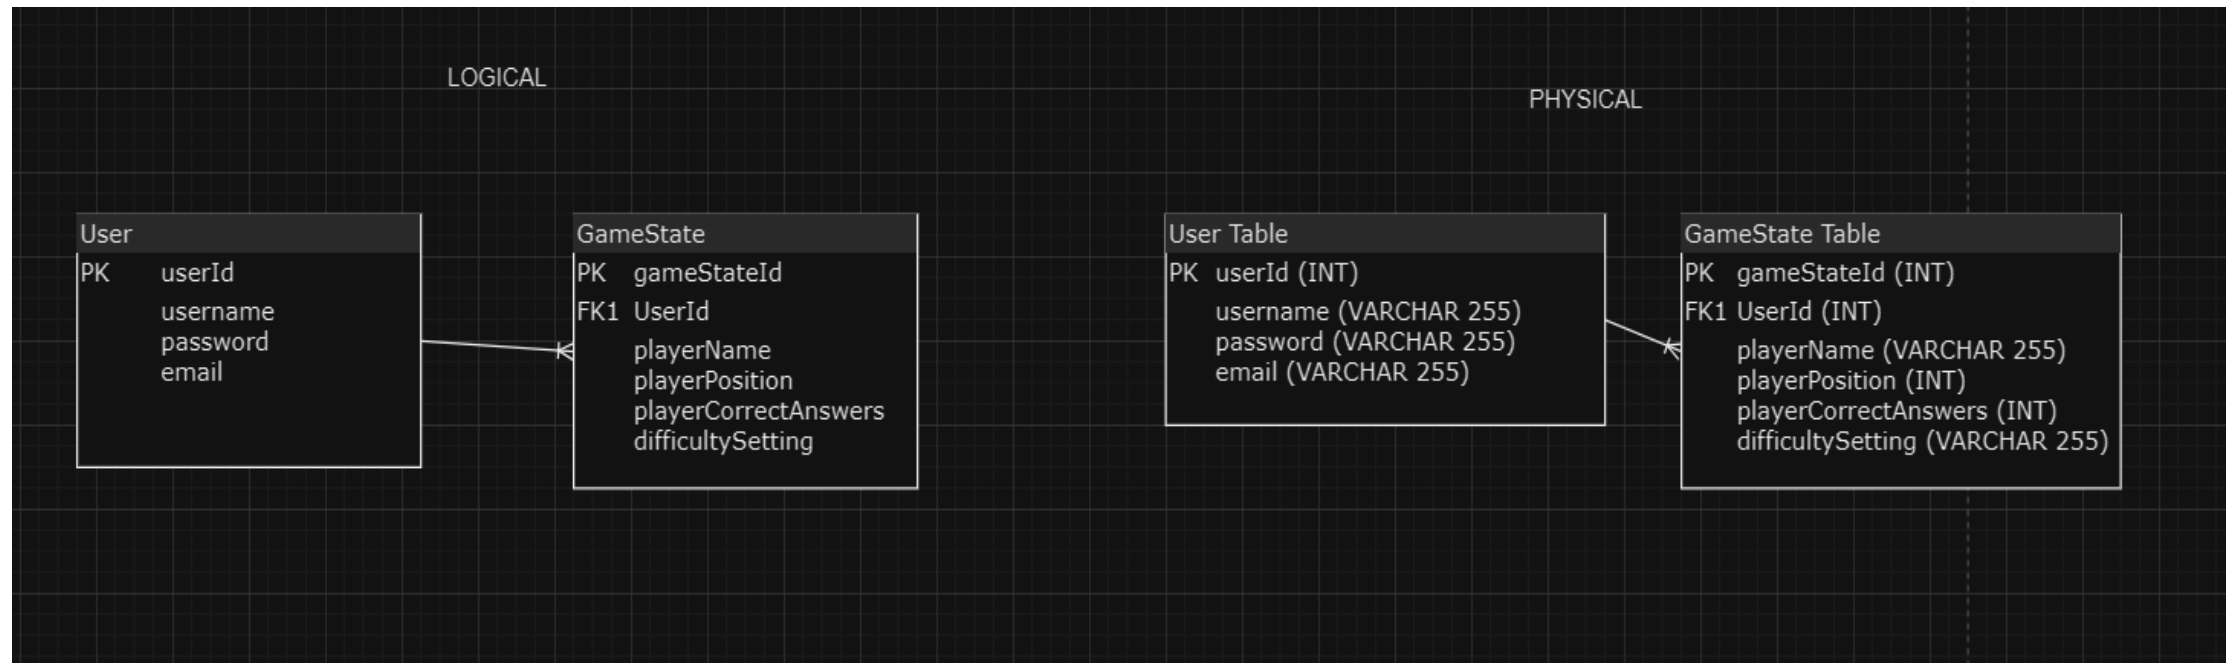 LOGICAL
PHYSICAL
User
PK userId
username
password
email
GameState
PK gameStateId
FK1 UserId
playerName
playerPosition
playerCorrectAnswers
difficultySetting
User Table
PK userId (INT)
username (VARCHAR 255)
password (VARCHAR 255)
email (VARCHAR 255)
GameState Table
PK gameStateId (INT)
FK1 UserId (INT)
playerName (VARCHAR 255)
playerPosition (INT)
playerCorrectAnswers (INT)
difficultySetting (VARCHAR 255)